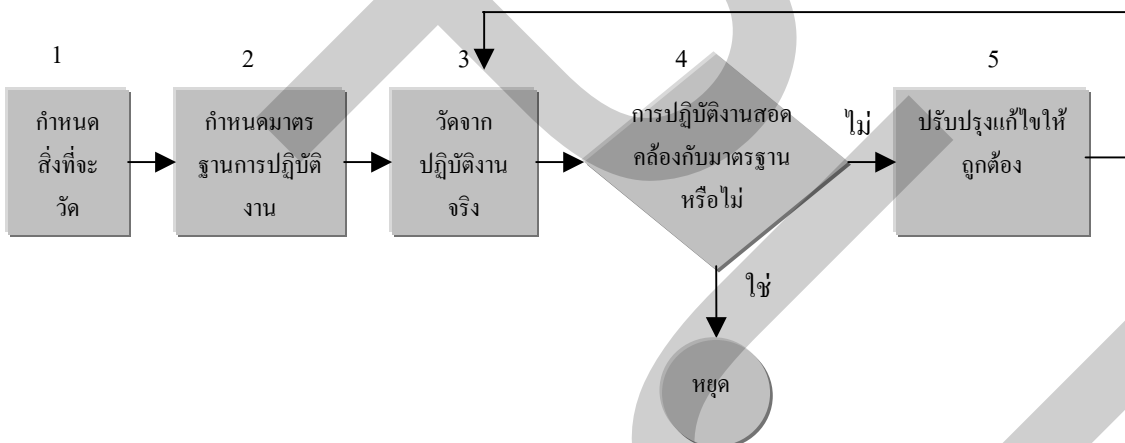 1
2
3
4
5
กำหนด
สิ่งที่จะ
วัด
กำหนดมาตร
ฐานการปฏิบัติ
งาน
วัดจาก
ปฏิบัติงาน
จริง
การปฏิบัติงานสอด
คล้องกับมาตรฐาน
หรือไม่
ไม่
ปรับปรุงแก้ไขให้
ถูกต้อง
ใช่
หยุด